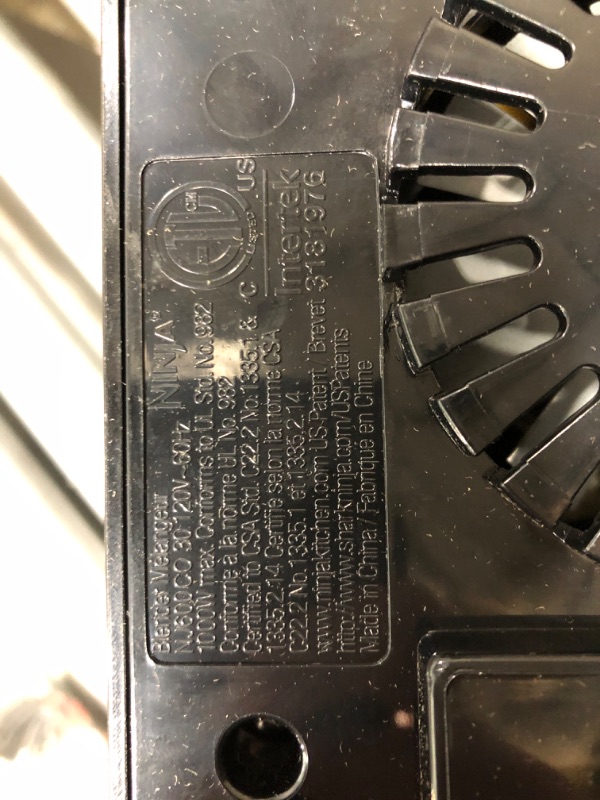 Blender Mélangeur NINJA
NJ600CO 30 120V~60Hz
1000W max. Conforms to UL Std. No.982
Conforme à la norme UL No. 982
Certified to CSA Std. C22.2 No.1335.1 &
1335.2.14 Certifié selon la norme CSA
C22.2 No.1335.1 et 1335.2.14
www.ninjakitchen.com US.Patent / Brevet
http://www.sharkninja.com/USPatents
Made in China / Fabriqué en Chine
ETL CM
LISTED
C US
Intertek
3181976